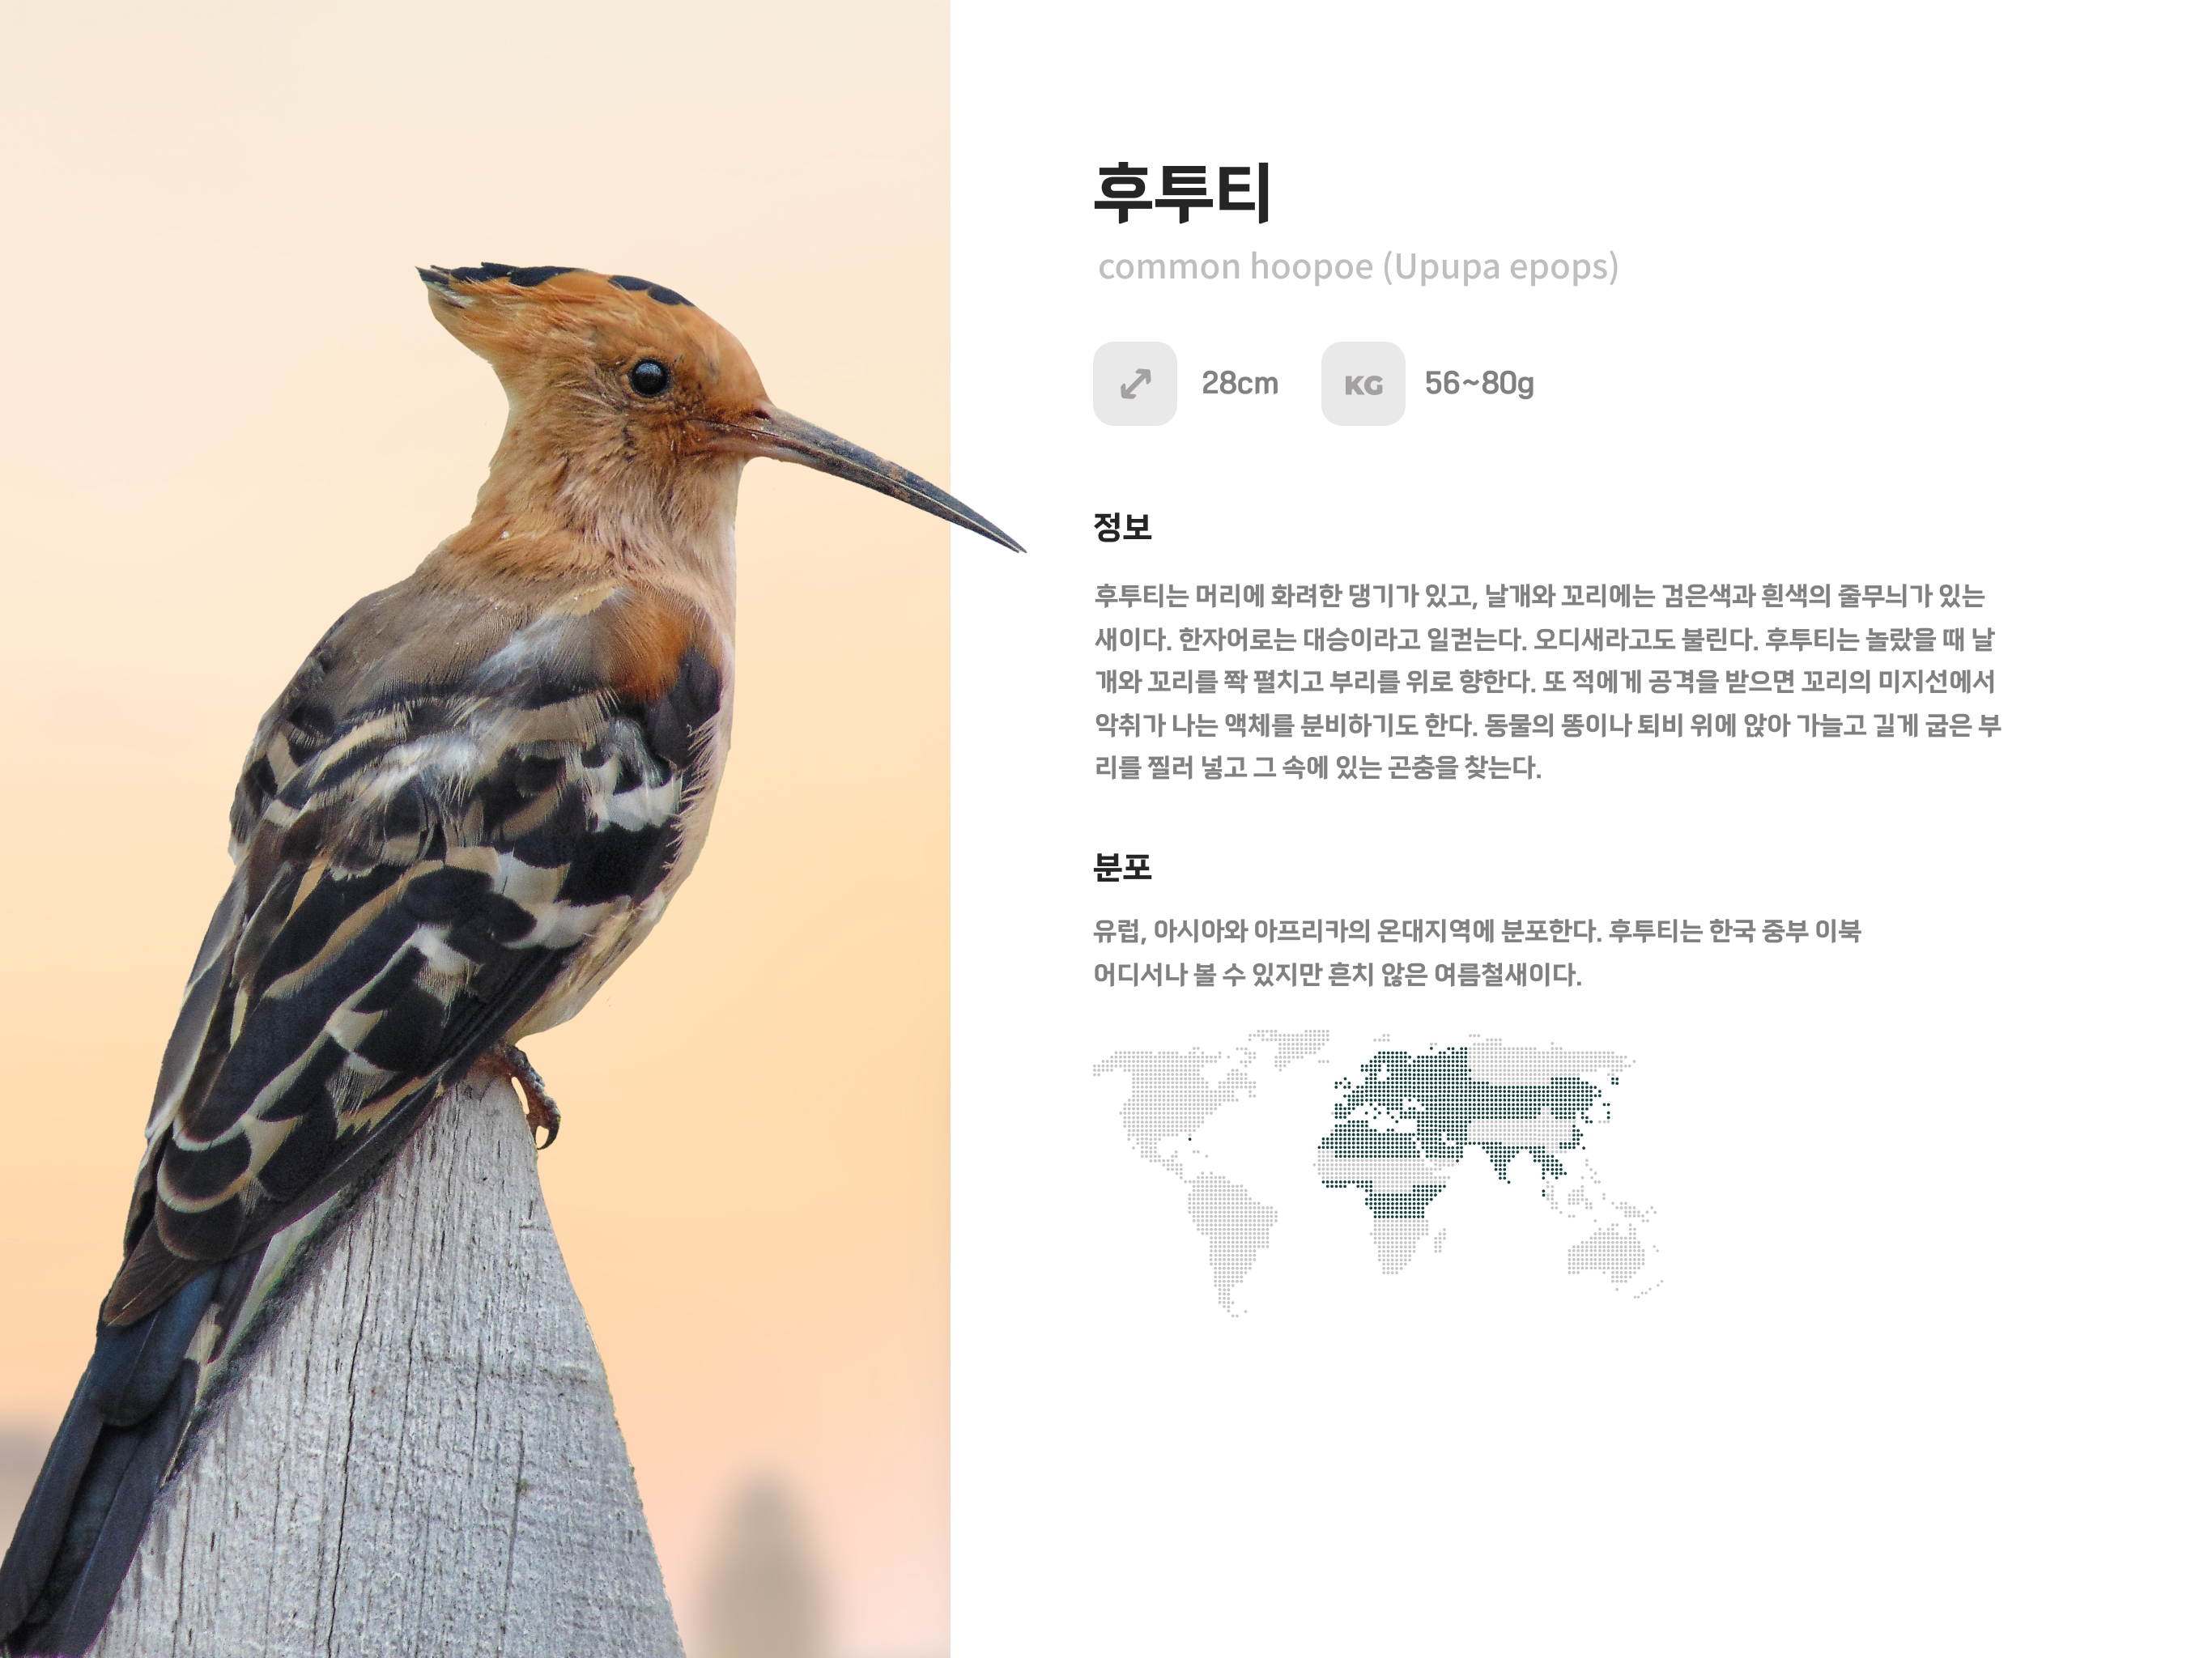 후투티
common hoopoe (Upupa epops)
28cm
KG
56~80g
정보
후투티는 머리에 화려한 댕기가 있고, 날개와 꼬리에는 검은색과 흰색의 줄무늬가 있는
새이다. 한자어로는 대승이라고 일컫는다. 오디새라고도 불린다. 후투티는 놀랐을 때 날
개와 꼬리를 쫙 펼치고 부리를 위로 향한다. 또 적에게 공격을 받으면 꼬리의 미지선에서
악취가 나는 액체를 분비하기도 한다. 동물의 똥이나 퇴비 위에 앉아 가늘고 길게 굽은 부
리를 찔러 넣고 그 속에 있는 곤충을 찾는다.
분포
유럽, 아시아와 아프리카의 온대지역에 분포한다. 후투티는 한국 중부 이북
어디서나 볼 수 있지만 흔치 않은 여름철새이다.